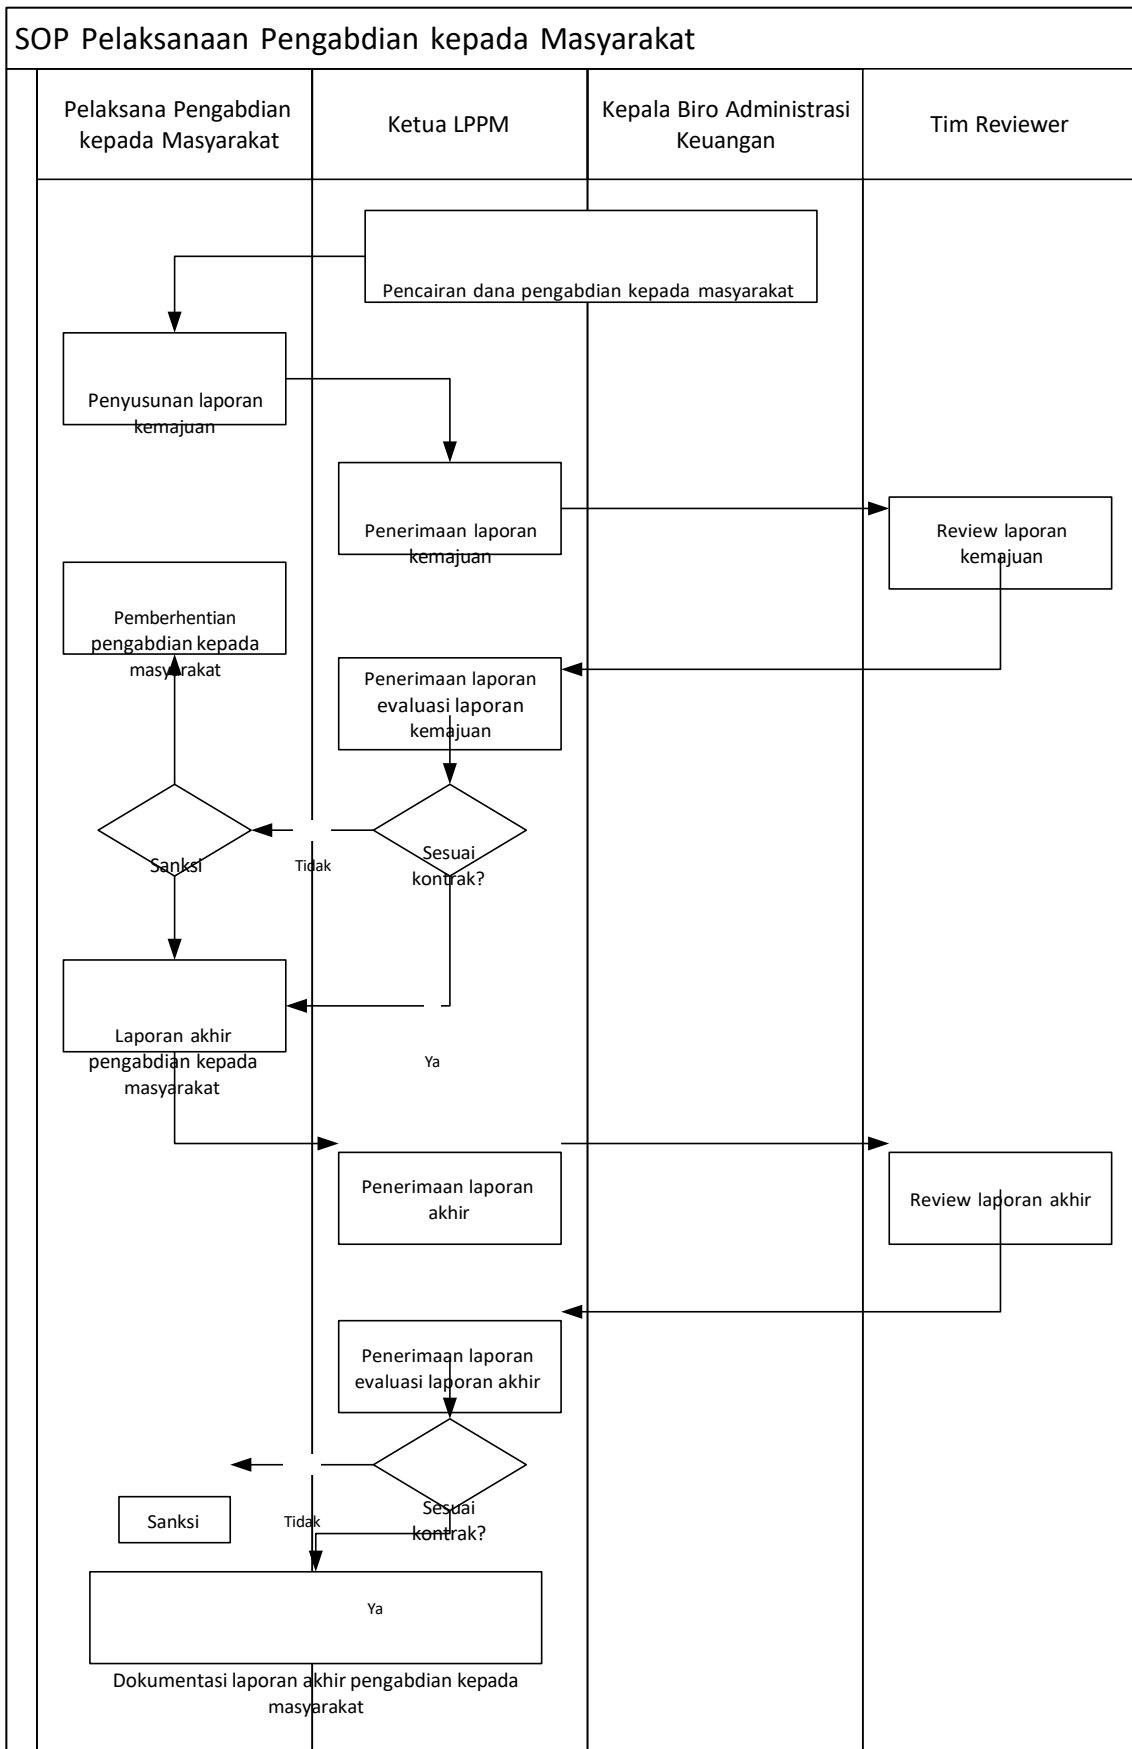 SOP Pelaksanaan Pengabdian kepada Masyarakat
Pelaksana Pengabdian
kepada Masyarakat
Ketua LPPM
Kepala Biro Administrasi
Keuangan
Tim Reviewer
Pencairan dana pengabdian kepada masyarakat
Penyusunan laporan
kemajuan
Penerimaan laporan
kemajuan
Review laporan
kemajuan
Pemberhentian
pengabdian kepada
masyarakat
Penerimaan laporan
evaluasi laporan
kemajuan
Sanksi
Tidak
Sesuai
kontrak?
Laporan akhir
pengabdian kepada
masyarakat
Ya
Penerimaan laporan
akhir
Review laporan akhir
Penerimaan laporan
evaluasi laporan akhir
Sanksi
Tidak
Sesuai
kontrak?
Ya
Dokumentasi laporan akhir pengabdian kepada
masyarakat